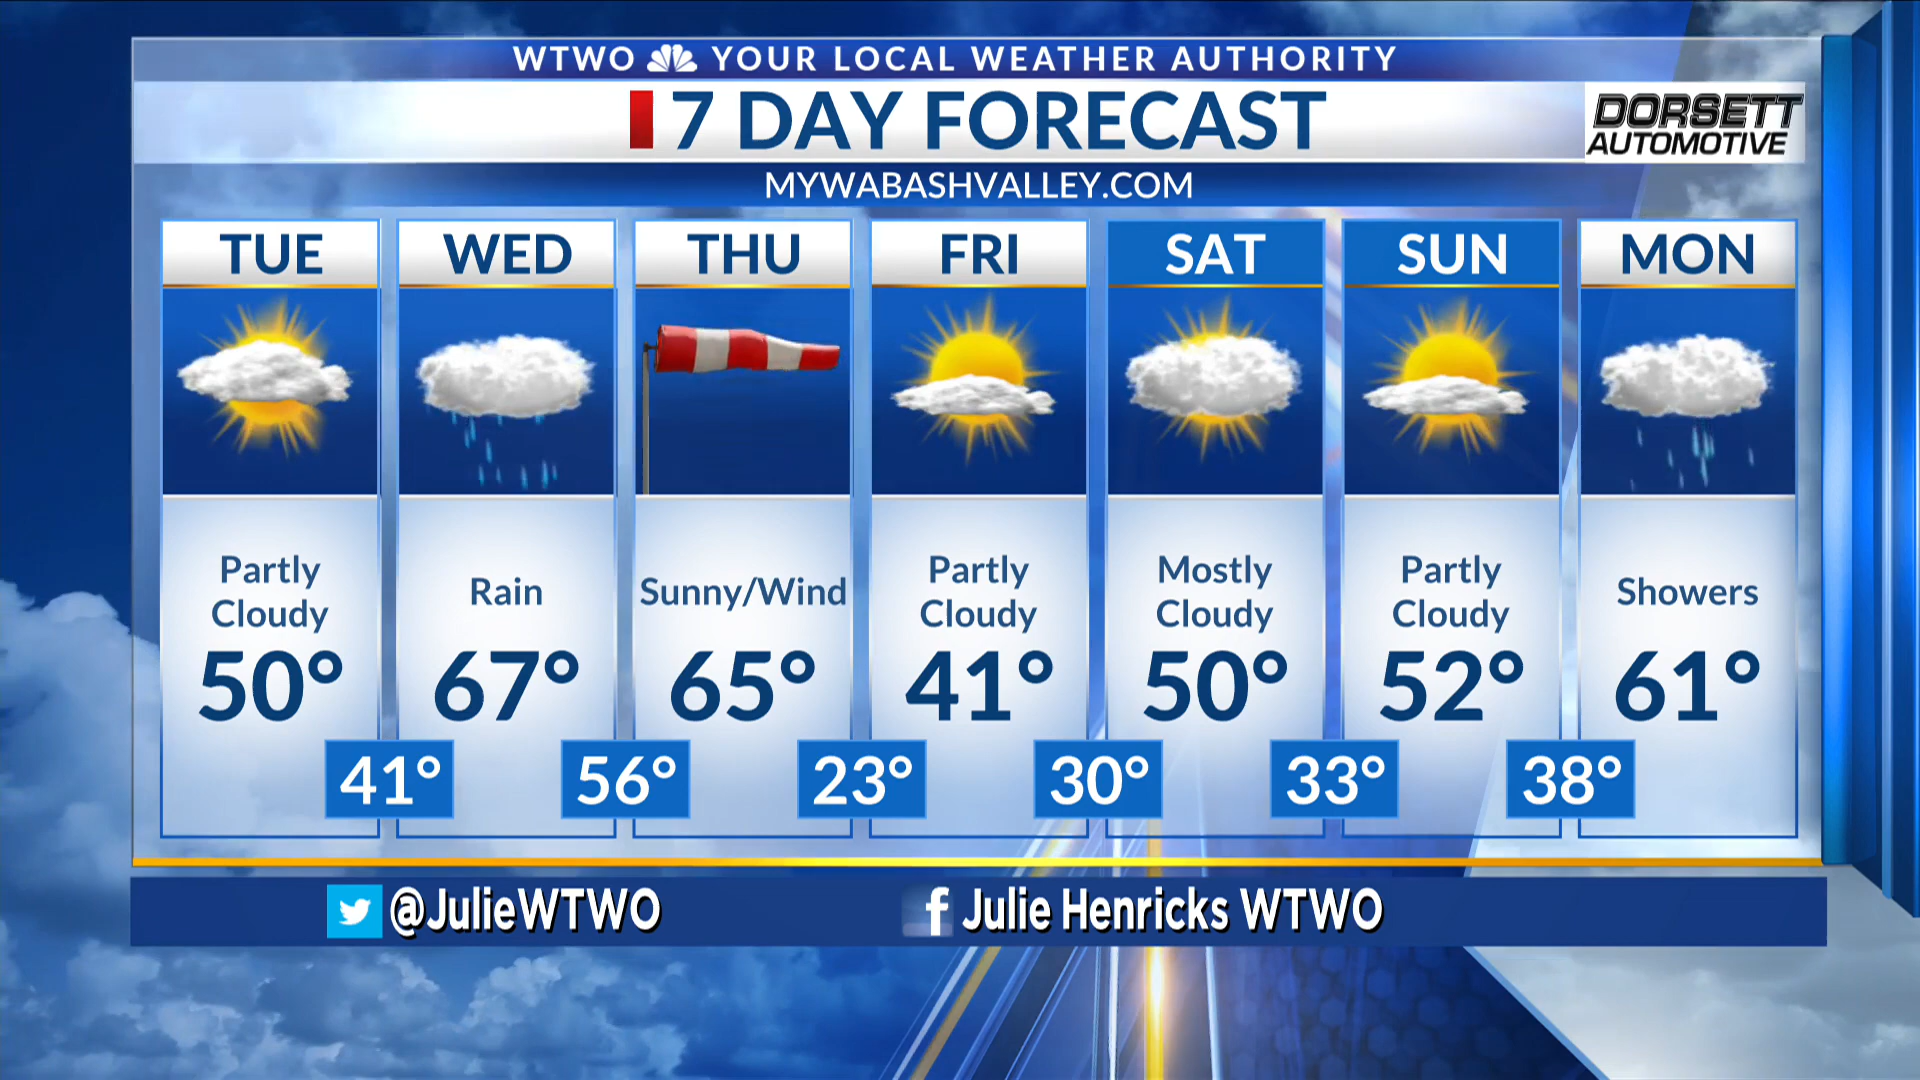 WTWO YOUR LOCAL WEATHER AUTHORITY
7 DAY FORECAST
DORSETT
AUTOMOTIVE
MYWABASHVALLEY.COM
TUE
Partly
Cloudy
50°
41°
WED
Rain
67°
56°
THU
Sunny/Wind
65°
23°
FRI
Partly
Cloudy
41°
30°
SAT
Mostly
Cloudy
50°
33°
SUN
Partly
Cloudy
52°
38°
MON
Showers
61°
@JulieWTWO
f Julie Henricks WTWO